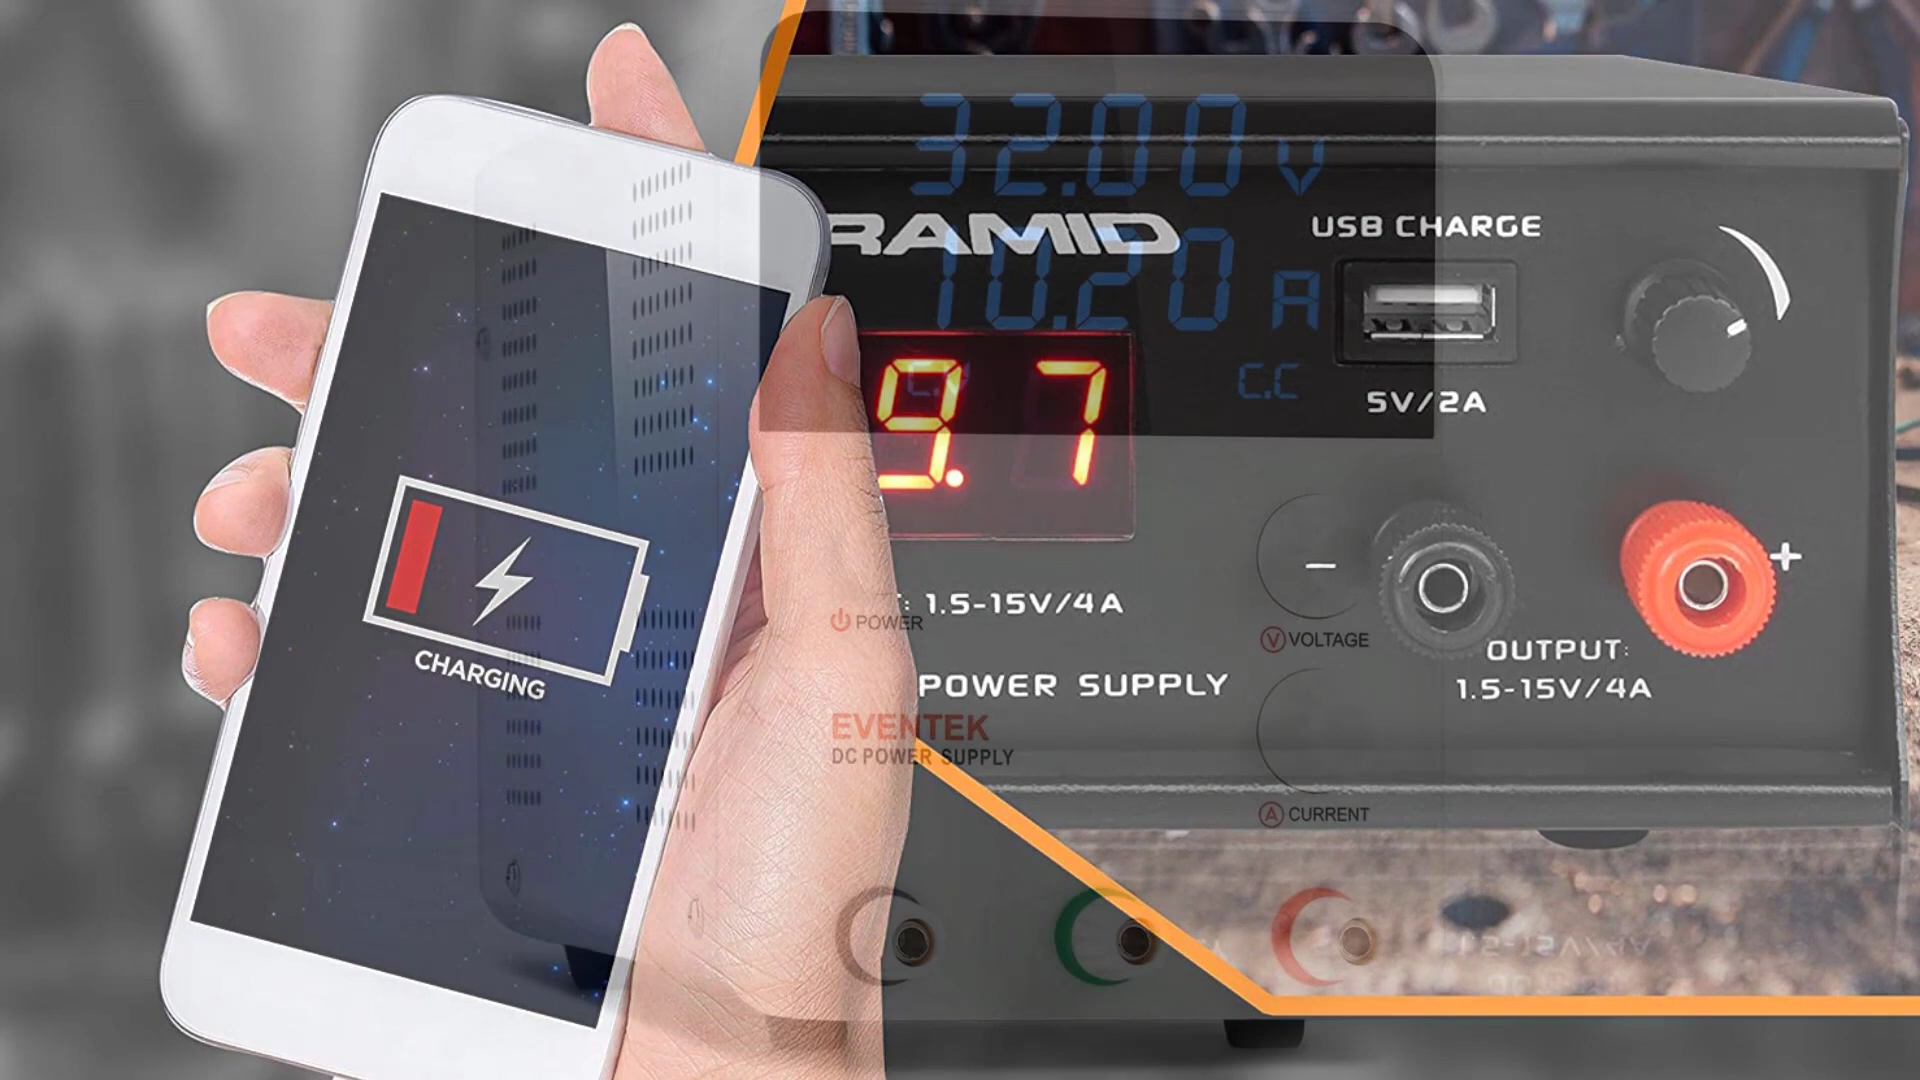 32.00 V
RAMID
USB CHARGE
10.20 A
9.7
C.V
C.C
5V/2A
: 1.5-15V/4A
POWER
VOLTAGE
OUTPUT:
1.5-15V/4A
POWER SUPPLY
CHARGING
EVENTEK
DC POWER SUPPLY
CURRENT